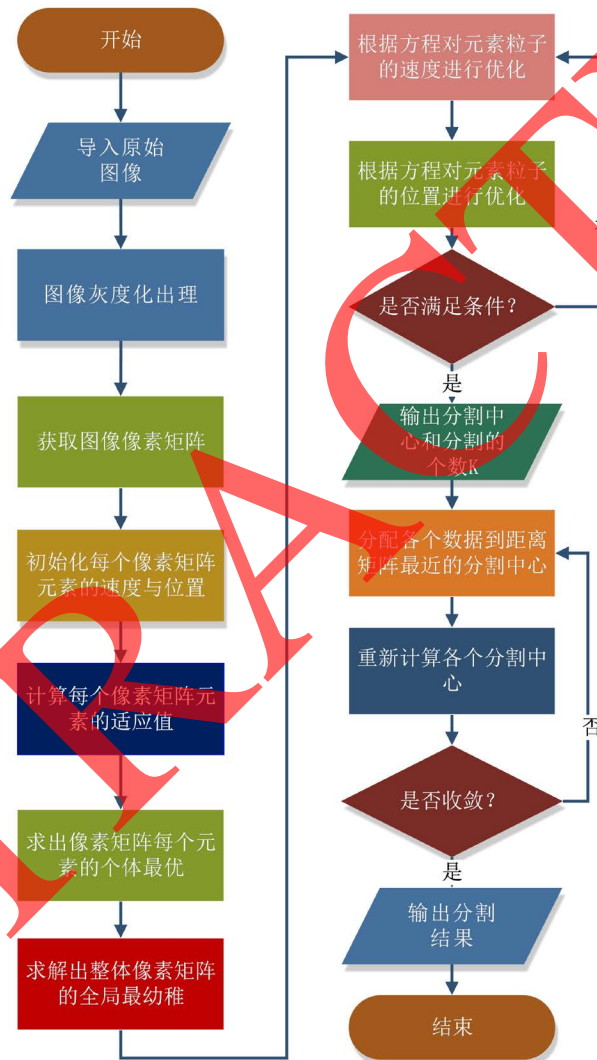 开始
导入原始
图像
图像灰度化出理
获取图像像素矩阵
初始化每个像素矩阵
元素的速度与位置
计算每个像素矩阵元
素的适应值
求出像素矩阵每个元
素的个体最优
求解出整体像素矩阵
的全局最幼稚
根据方程对元素粒子
的速度进行优化
根据方程对元素粒子
的位置进行优化
是否满足条件？
是
输出分割中
心和分割的
个数K
分配各个数据到距离
矩阵最近的分割中心
重新计算各个分割中
心
否
是否收敛？
是
输出分割
结果
结束